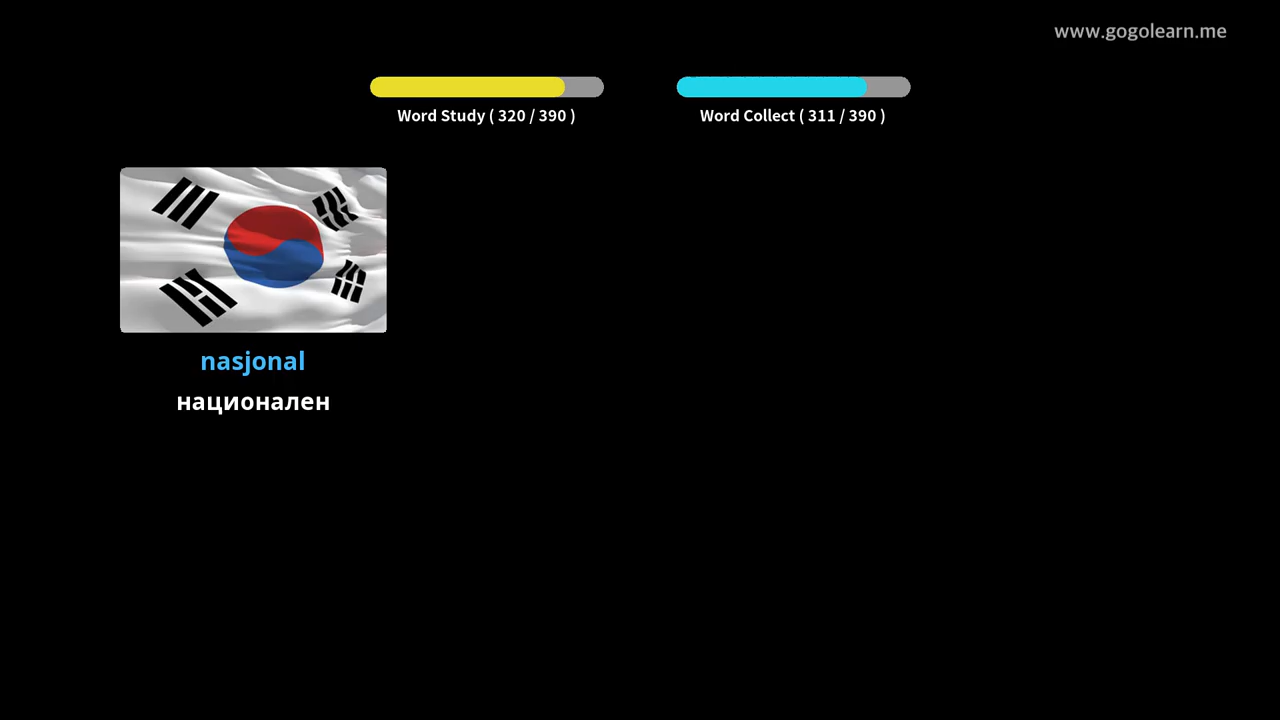 www.gogolearn.me
Word Study ( 320 / 390 )
Word Collect ( 311 / 390 )
nasjonal
национален